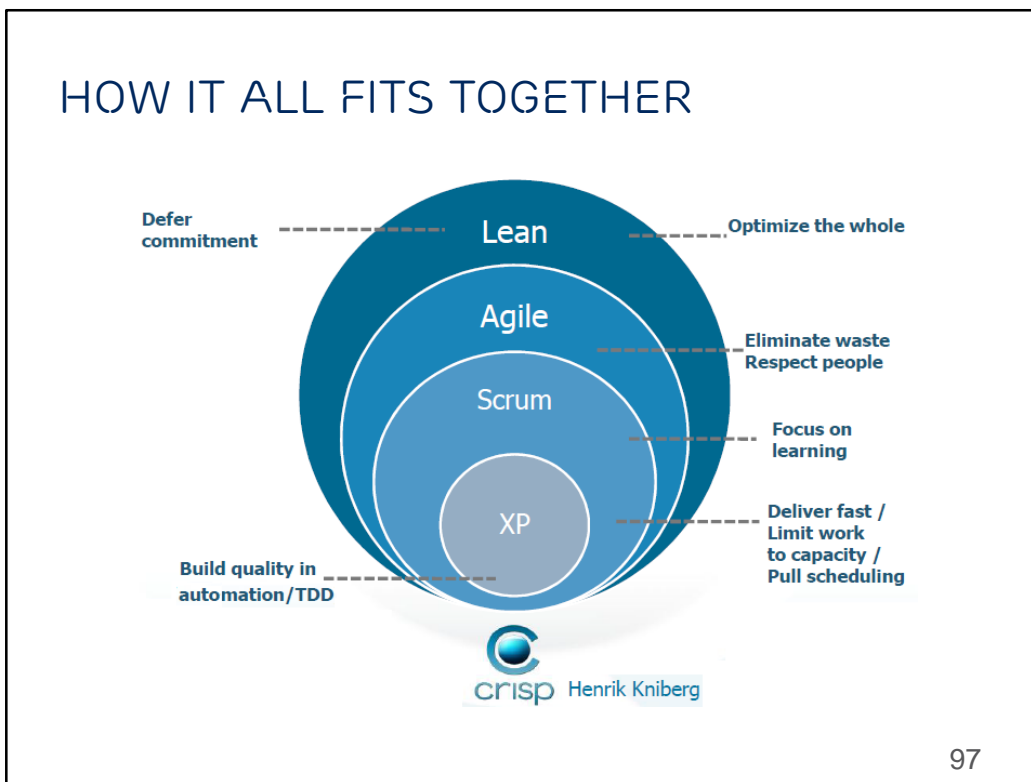 HOW IT ALL FITS TOGETHER
Defer
commitment
Lean
Optimize the whole
Agile
Eliminate waste
Respect people
Scrum
Focus on
learning
XP
Deliver fast /
Limit work
to capacity /
Pull scheduling
Build quality in
automation/TDD
crisp Henrik Kniberg
97